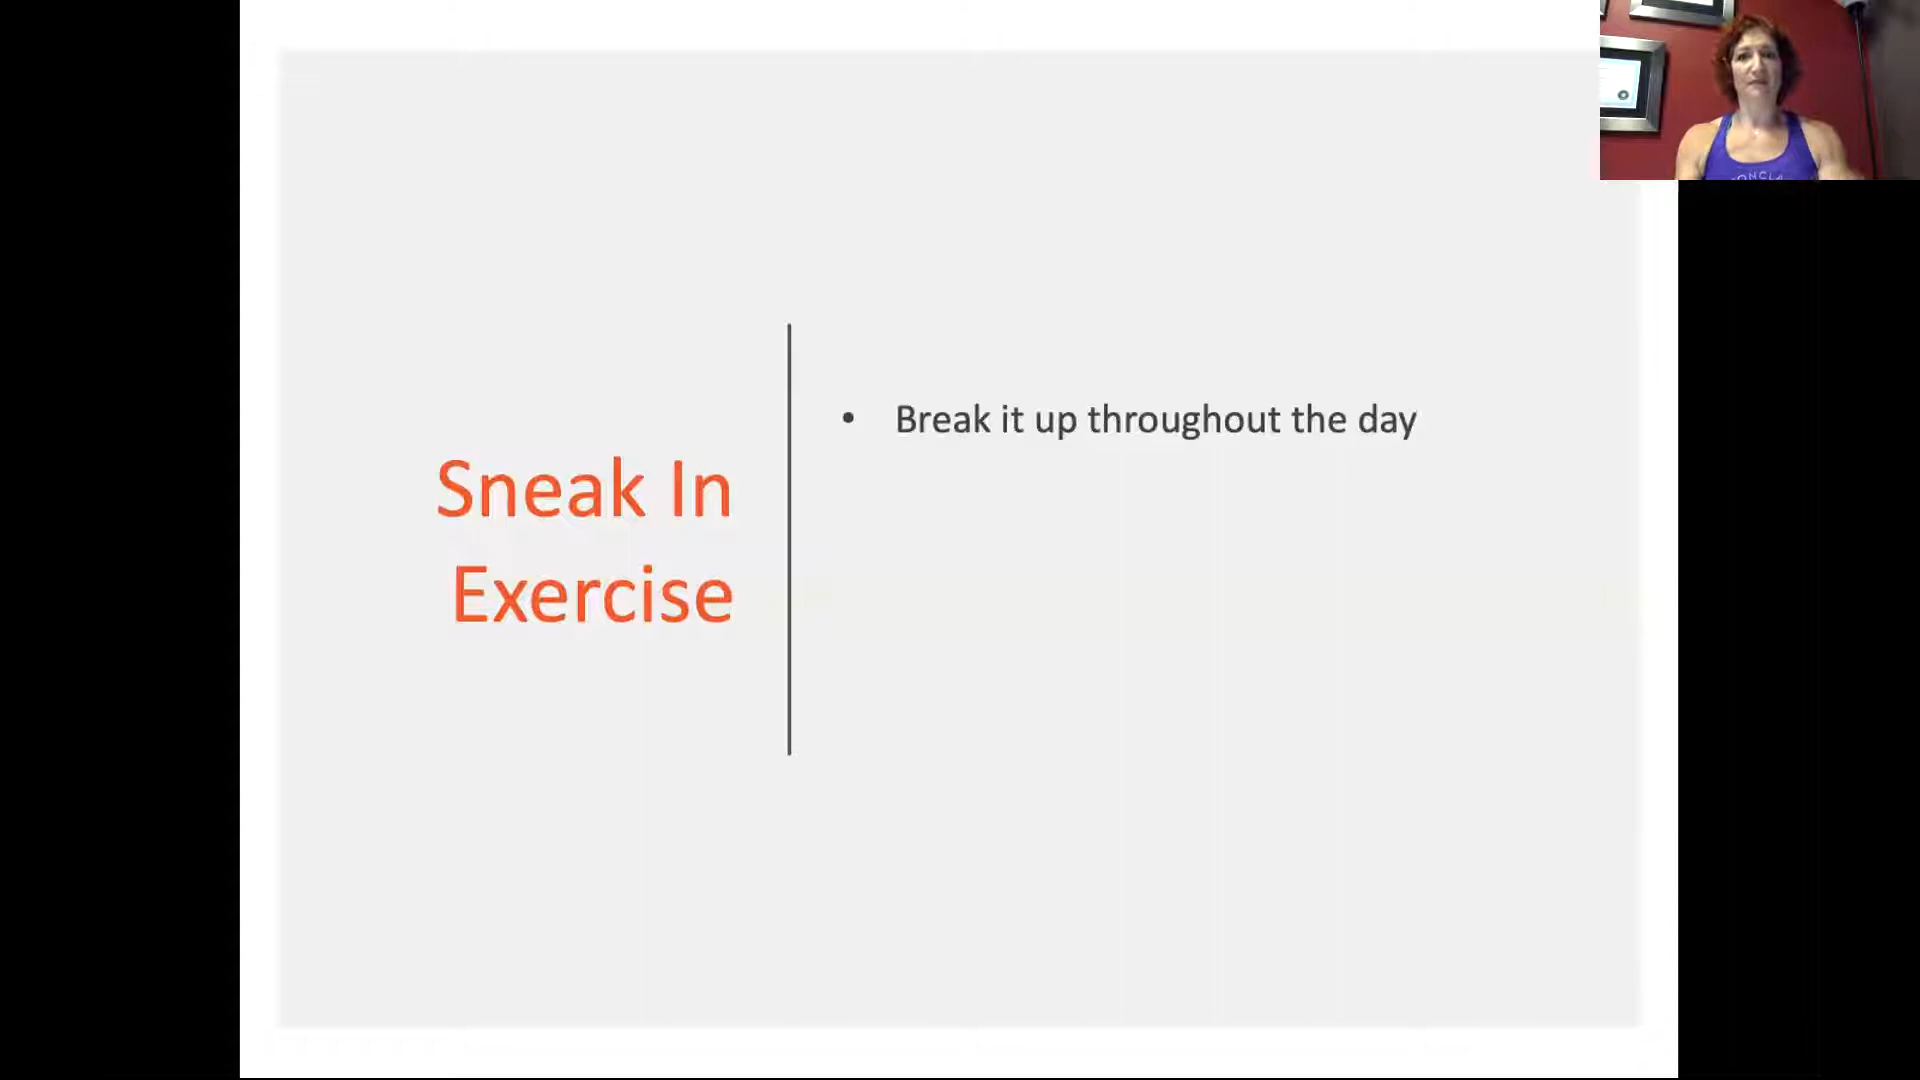 Break it up throughout the day
Sneak In
Exercise